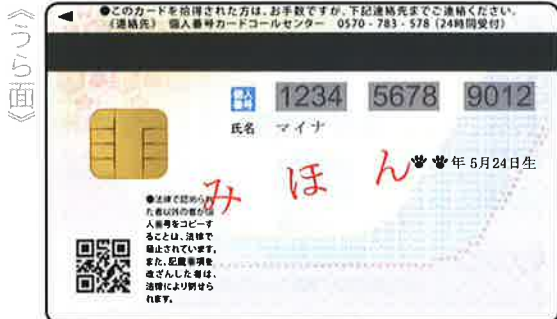 《うら面》
●このカードを拾得された方は、お手数ですが、下記連絡先までご連絡ください。
《連絡先》 個人番号カードコールセンター 0570-783-578 (24時間受付)
個人番号 1234 5678 9012
氏名 マイナ
年5月24日生
みほん
●法律で認められ
た者以外の者が個
人番号をコピーす
ることは、法律で
禁止されています。
また、記載事項を
改ざんした者は、
法律により罰せら
れます。